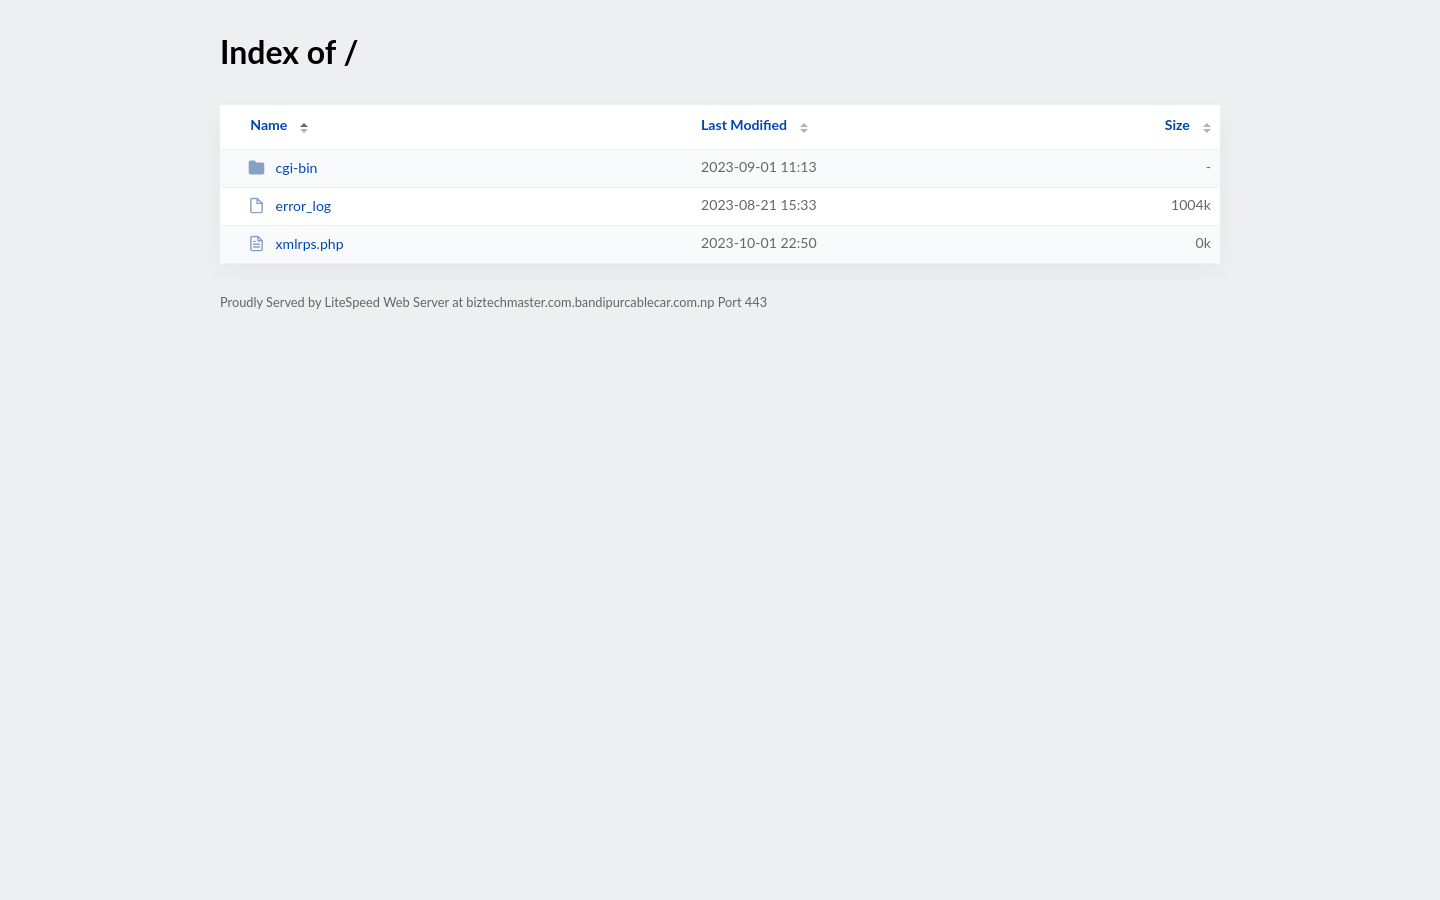 Index of /
Name Last Modified Size
cgi-bin 2023-09-01 11:13 -
error_log 2023-08-21 15:33 1004k
xmlrps.php 2023-10-01 22:50 0k
Proudly Served by LiteSpeed Web Server at biztechmaster.com.bandipurcablecar.com.np Port 443